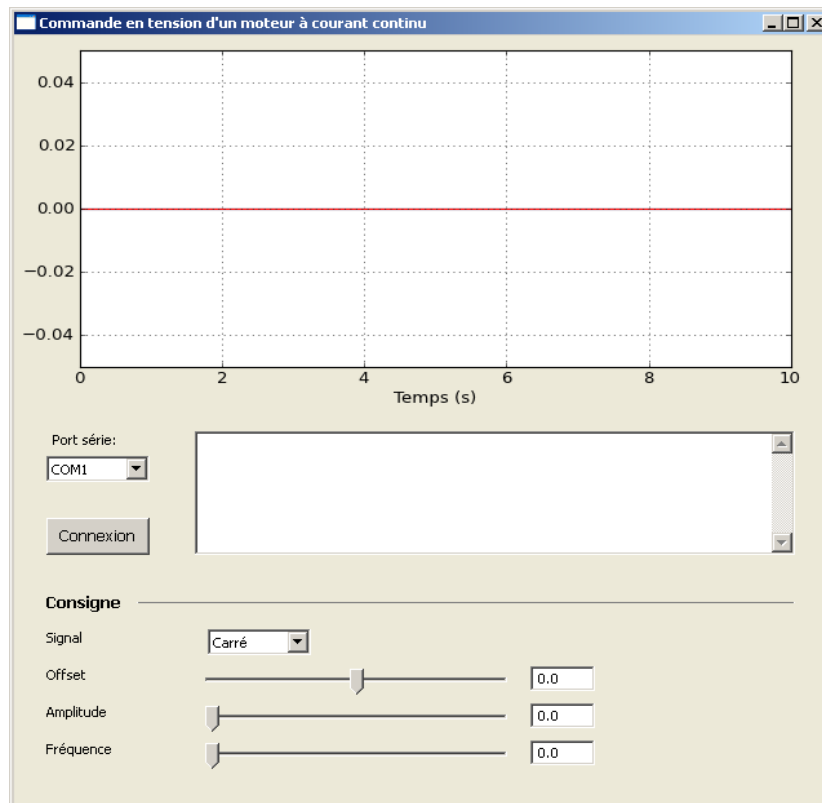 Commande en tension d'un moteur à courant continu
0.04
0.02
0.00
−0.02
−0.04
0 2 4 6 8 10
Temps (s)
Port série:
COM1
Connexion
Consigne
Signal Carré
Offset 0.0
Amplitude 0.0
Fréquence 0.0